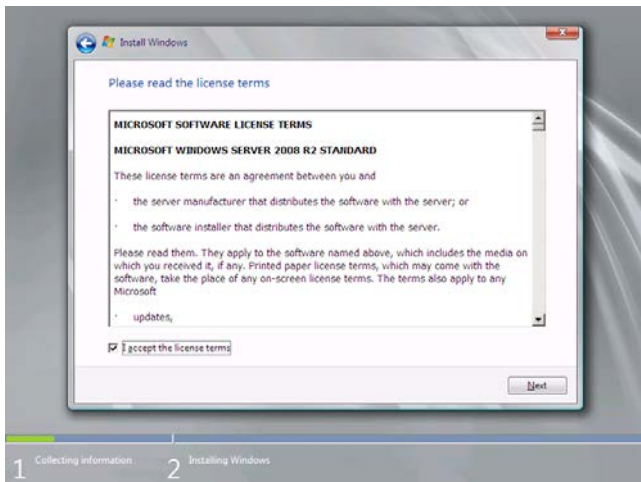 Install Windows
Please read the license terms
MICROSOFT SOFTWARE LICENSE TERMS
MICROSOFT WINDOWS SERVER 2008 R2 STANDARD
These license terms are an agreement between you and
· the server manufacturer that distributes the software with the server; or
· the software installer that distributes the software with the server.
Please read them. They apply to the software named above, which includes the media on
which you received it, if any. Printed paper license terms, which may come with the
software, take the place of any on-screen license terms. The terms also apply to any
Microsoft
· updates,
I accept the license terms
Next
1 Collecting information 2 Installing Windows